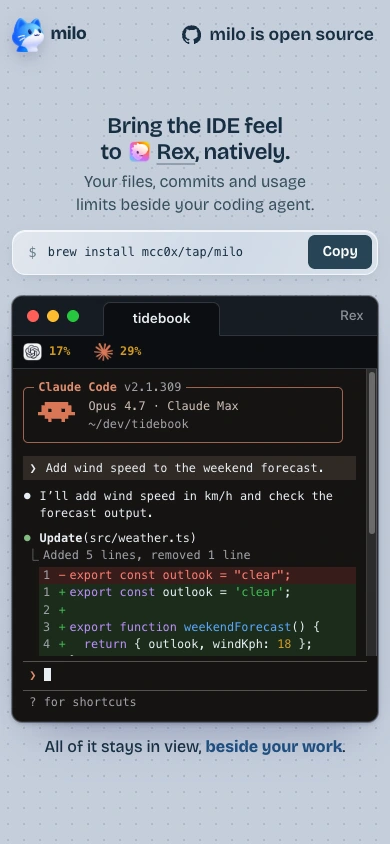 milo
milo is open source
Bring the IDE feel
to Rex, natively.
Your files, commits and usage
limits beside your coding agent.
$ brew install mcc0x/tap/milo
Copy
tidebook
Rex
17% 29%
Claude Code v2.1.309
Opus 4.7 · Claude Max
~/dev/tidebook
❯ Add wind speed to the weekend forecast.
● I’ll add wind speed in km/h and check the
forecast output.
● Update(src/weather.ts)
└ Added 5 lines, removed 1 line
1 −export const outlook = "clear";
1 +export const outlook = 'clear';
2 +
3 +export function weekendForecast() {
4 +  return { outlook, windKph: 18 };
❯
? for shortcuts
All of it stays in view, beside your work.